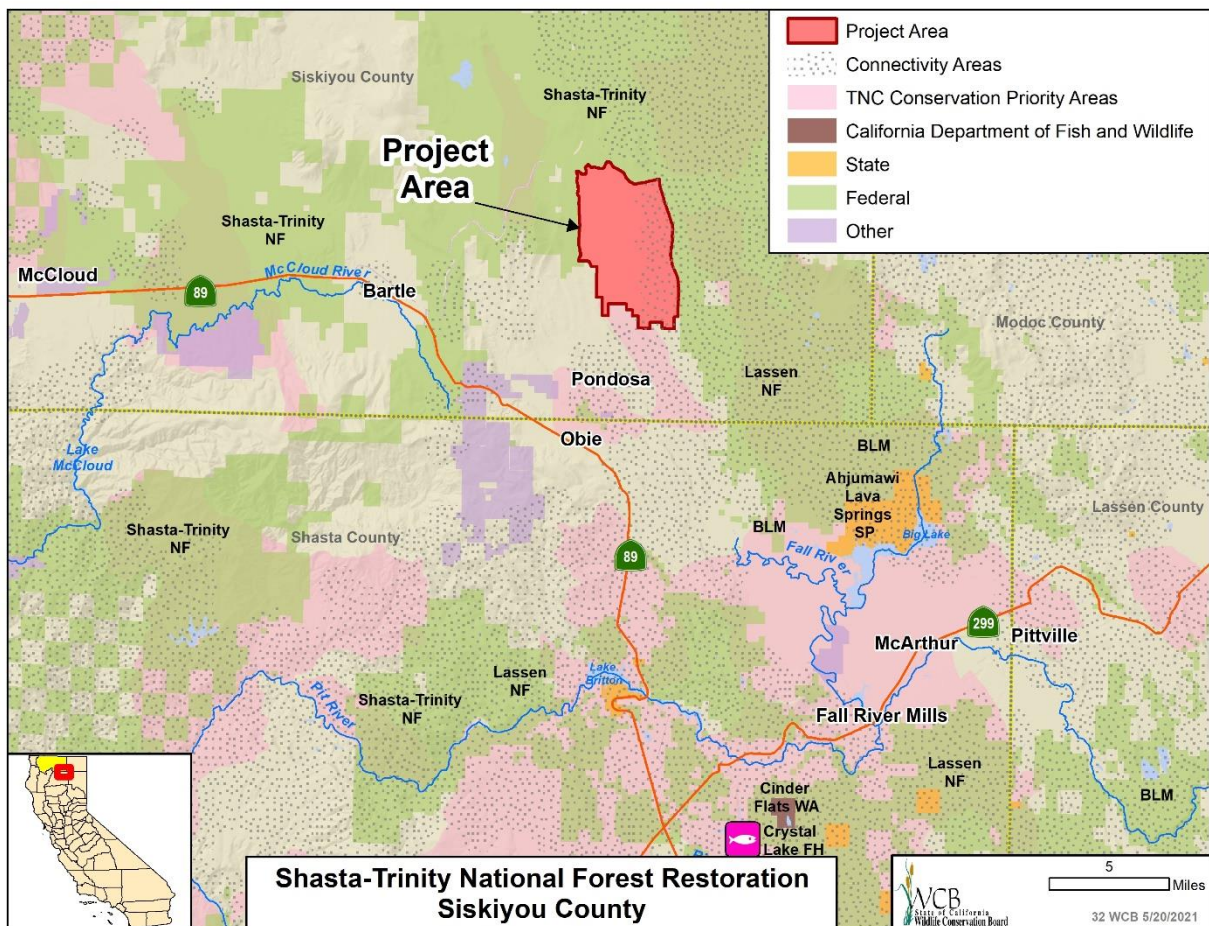 Siskiyou County
Shasta-Trinity
NF
Project
Area
Project Area
Connectivity Areas
TNC Conservation Priority Areas
California Department of Fish and Wildlife
State
Federal
Other
Shasta-Trinity
NF
McCloud
89
McCloud River
Bartle
Modoc County
Pondosa
Lassen
NF
Obie
Lake
McCloud
BLM
Ahjumawi
Lava
Springs
SP
Big Lake
Lassen County
Shasta-Trinity
NF
Shasta County
89
BLM
Fall River
299
McArthur
Pittville
Lassen
NF
Lake
Britton
Shasta-Trinity
NF
Pit River
Fall River Mills
Lassen
NF
BLM
Cinder
Flats WA
Crystal
Lake FH
Shasta-Trinity National Forest Restoration
Siskiyou County
WCB
State of California
Wildlife Conservation Board
5
Miles
32 WCB 5/20/2021